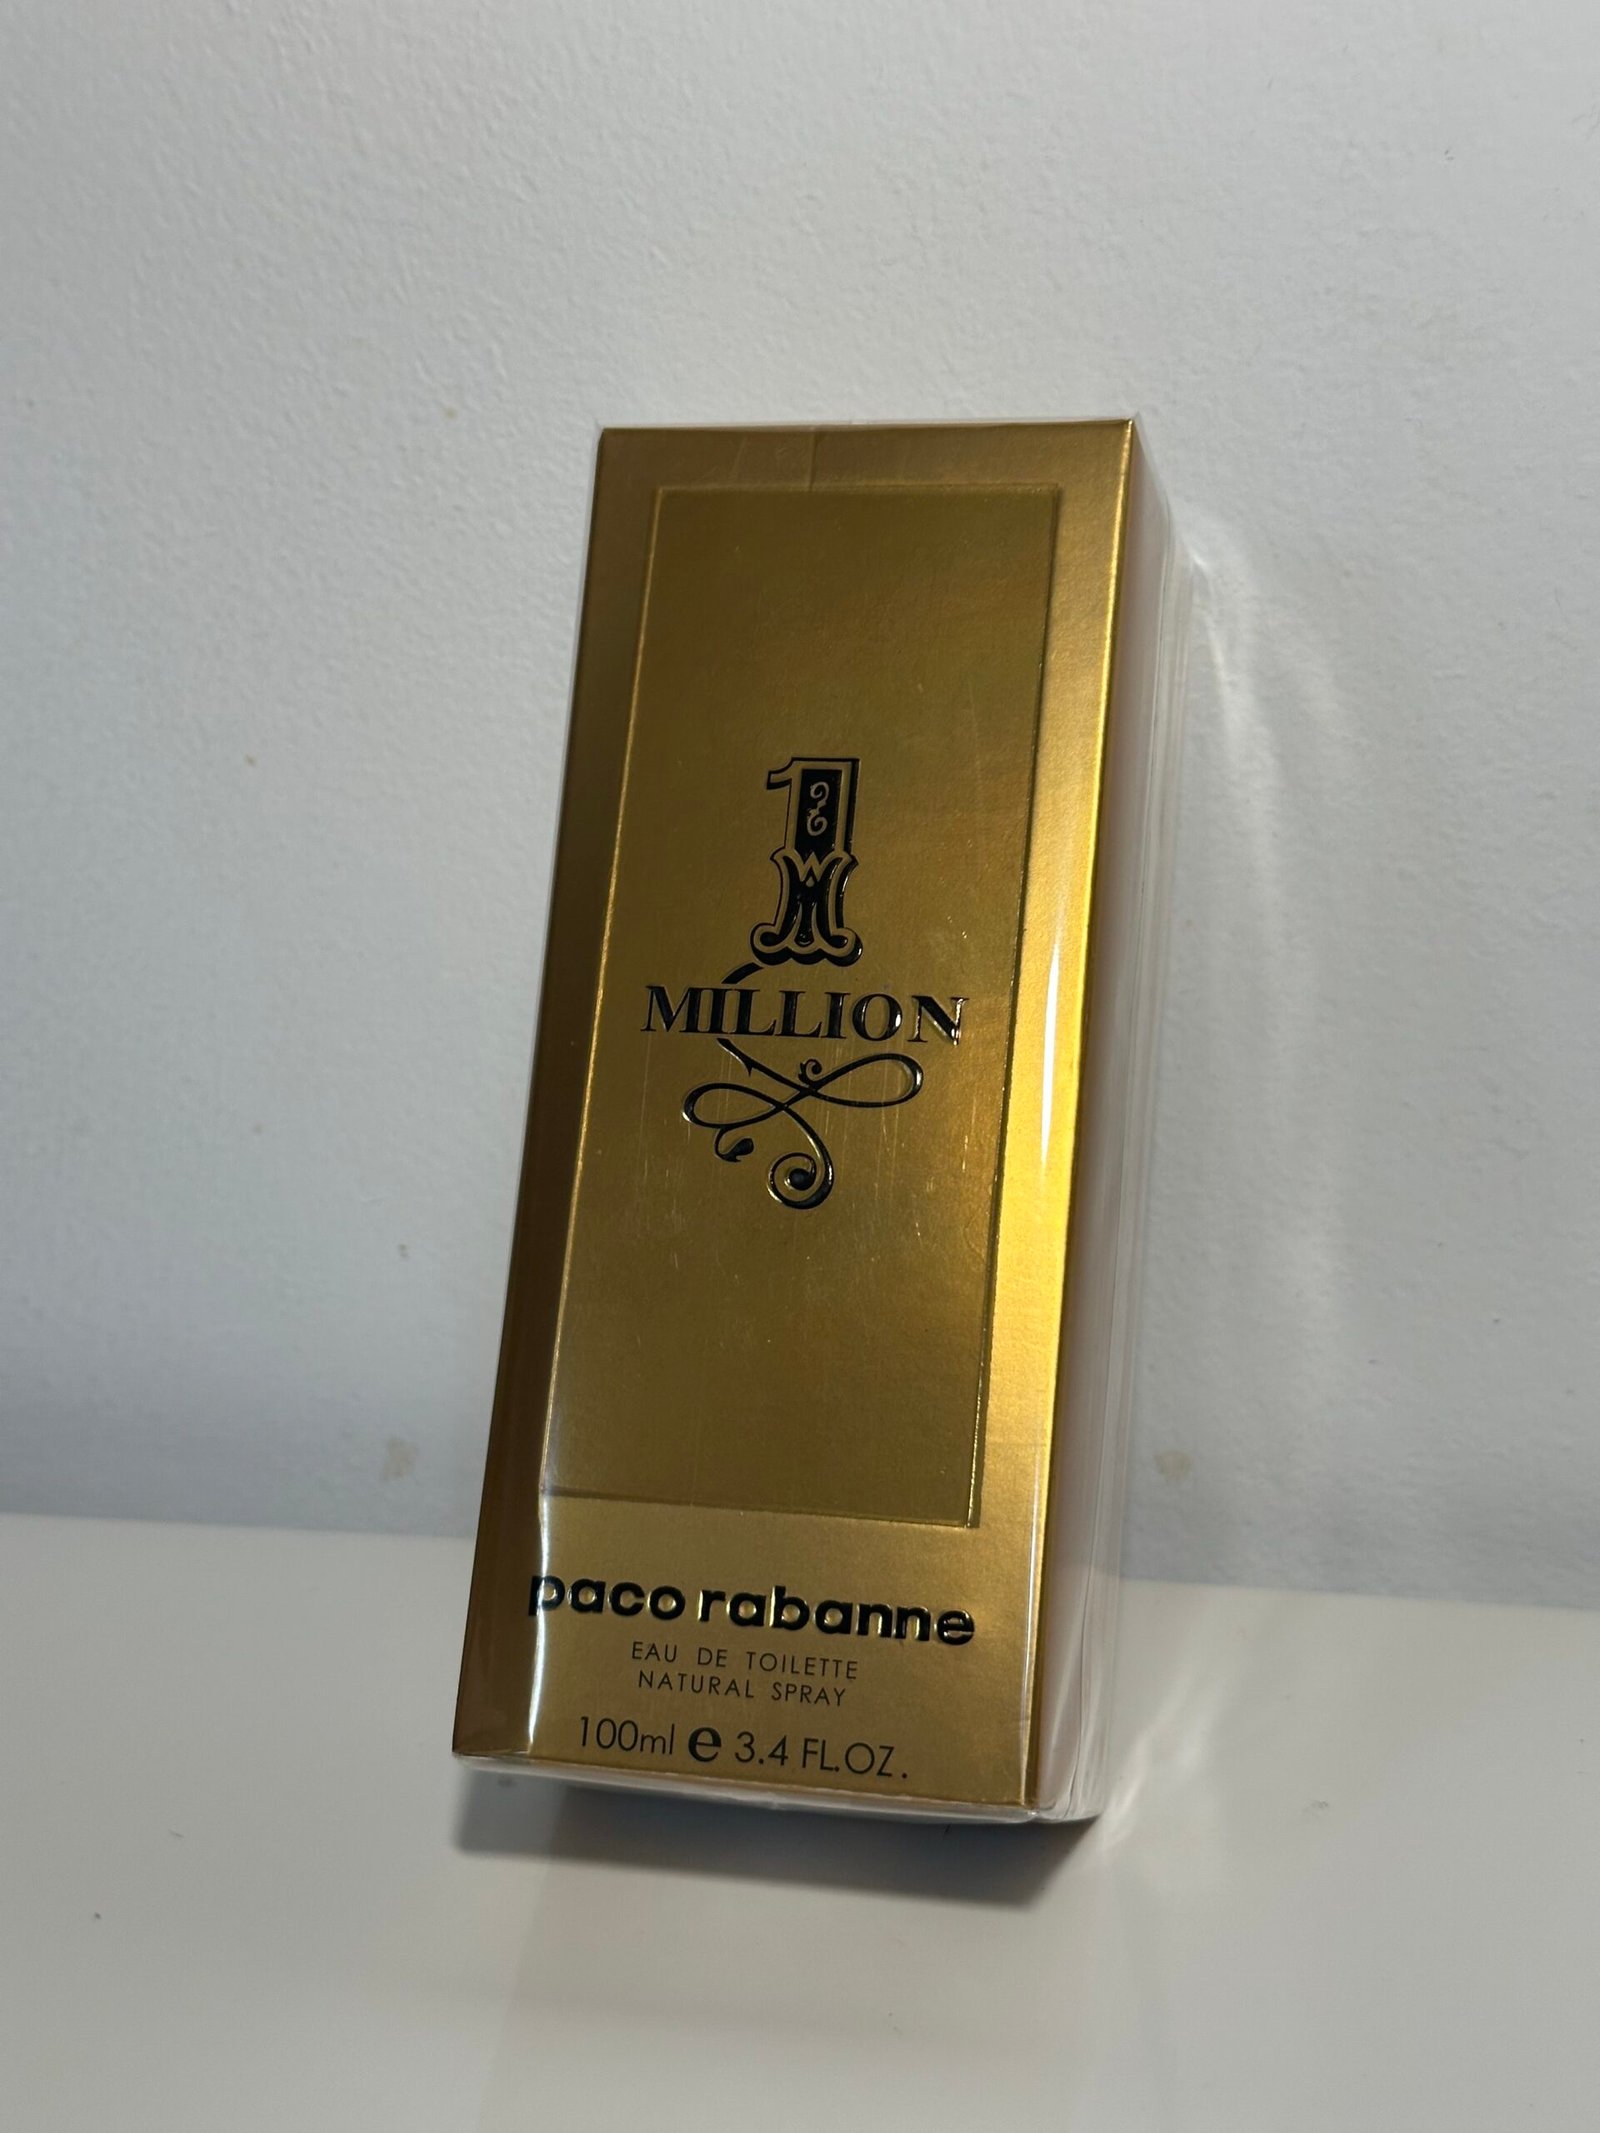 1
MILLION
paco rabanne
EAU DE TOILETTE
NATURAL SPRAY
100ml e 3.4 FL.OZ.